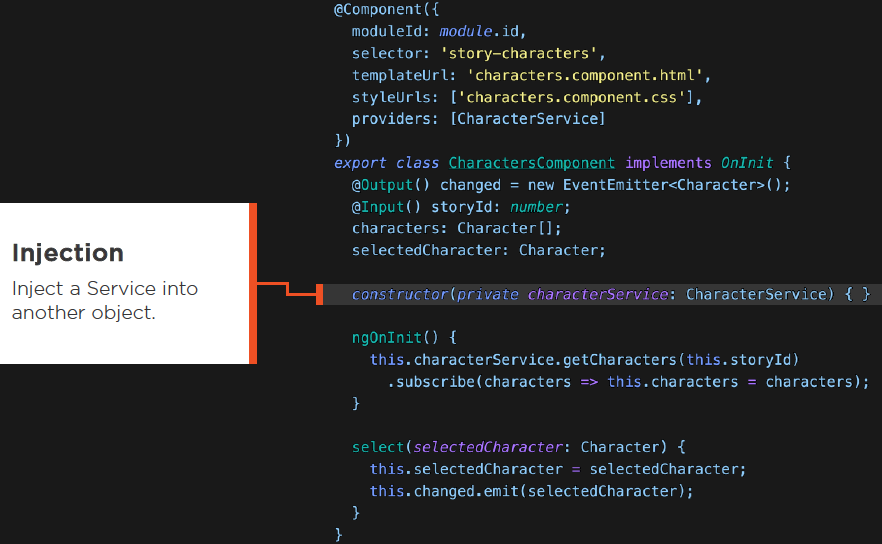 @Component({
  moduleId: module.id,
  selector: 'story-characters',
  templateUrl: 'characters.component.html',
  styleUrls: ['characters.component.css'],
  providers: [CharacterService]
})
export class CharactersComponent implements OnInit {
  @Output() changed = new EventEmitter<Character>();
  @Input() storyId: number;
  characters: Character[];
  selectedCharacter: Character;
Injection
Inject a Service into
another object.
  constructor(private characterService: CharacterService) { }
  ngOnInit() {
    this.characterService.getCharacters(this.storyId)
      .subscribe(characters => this.characters = characters);
  }
  select(selectedCharacter: Character) {
    this.selectedCharacter = selectedCharacter;
    this.changed.emit(selectedCharacter);
  }
}